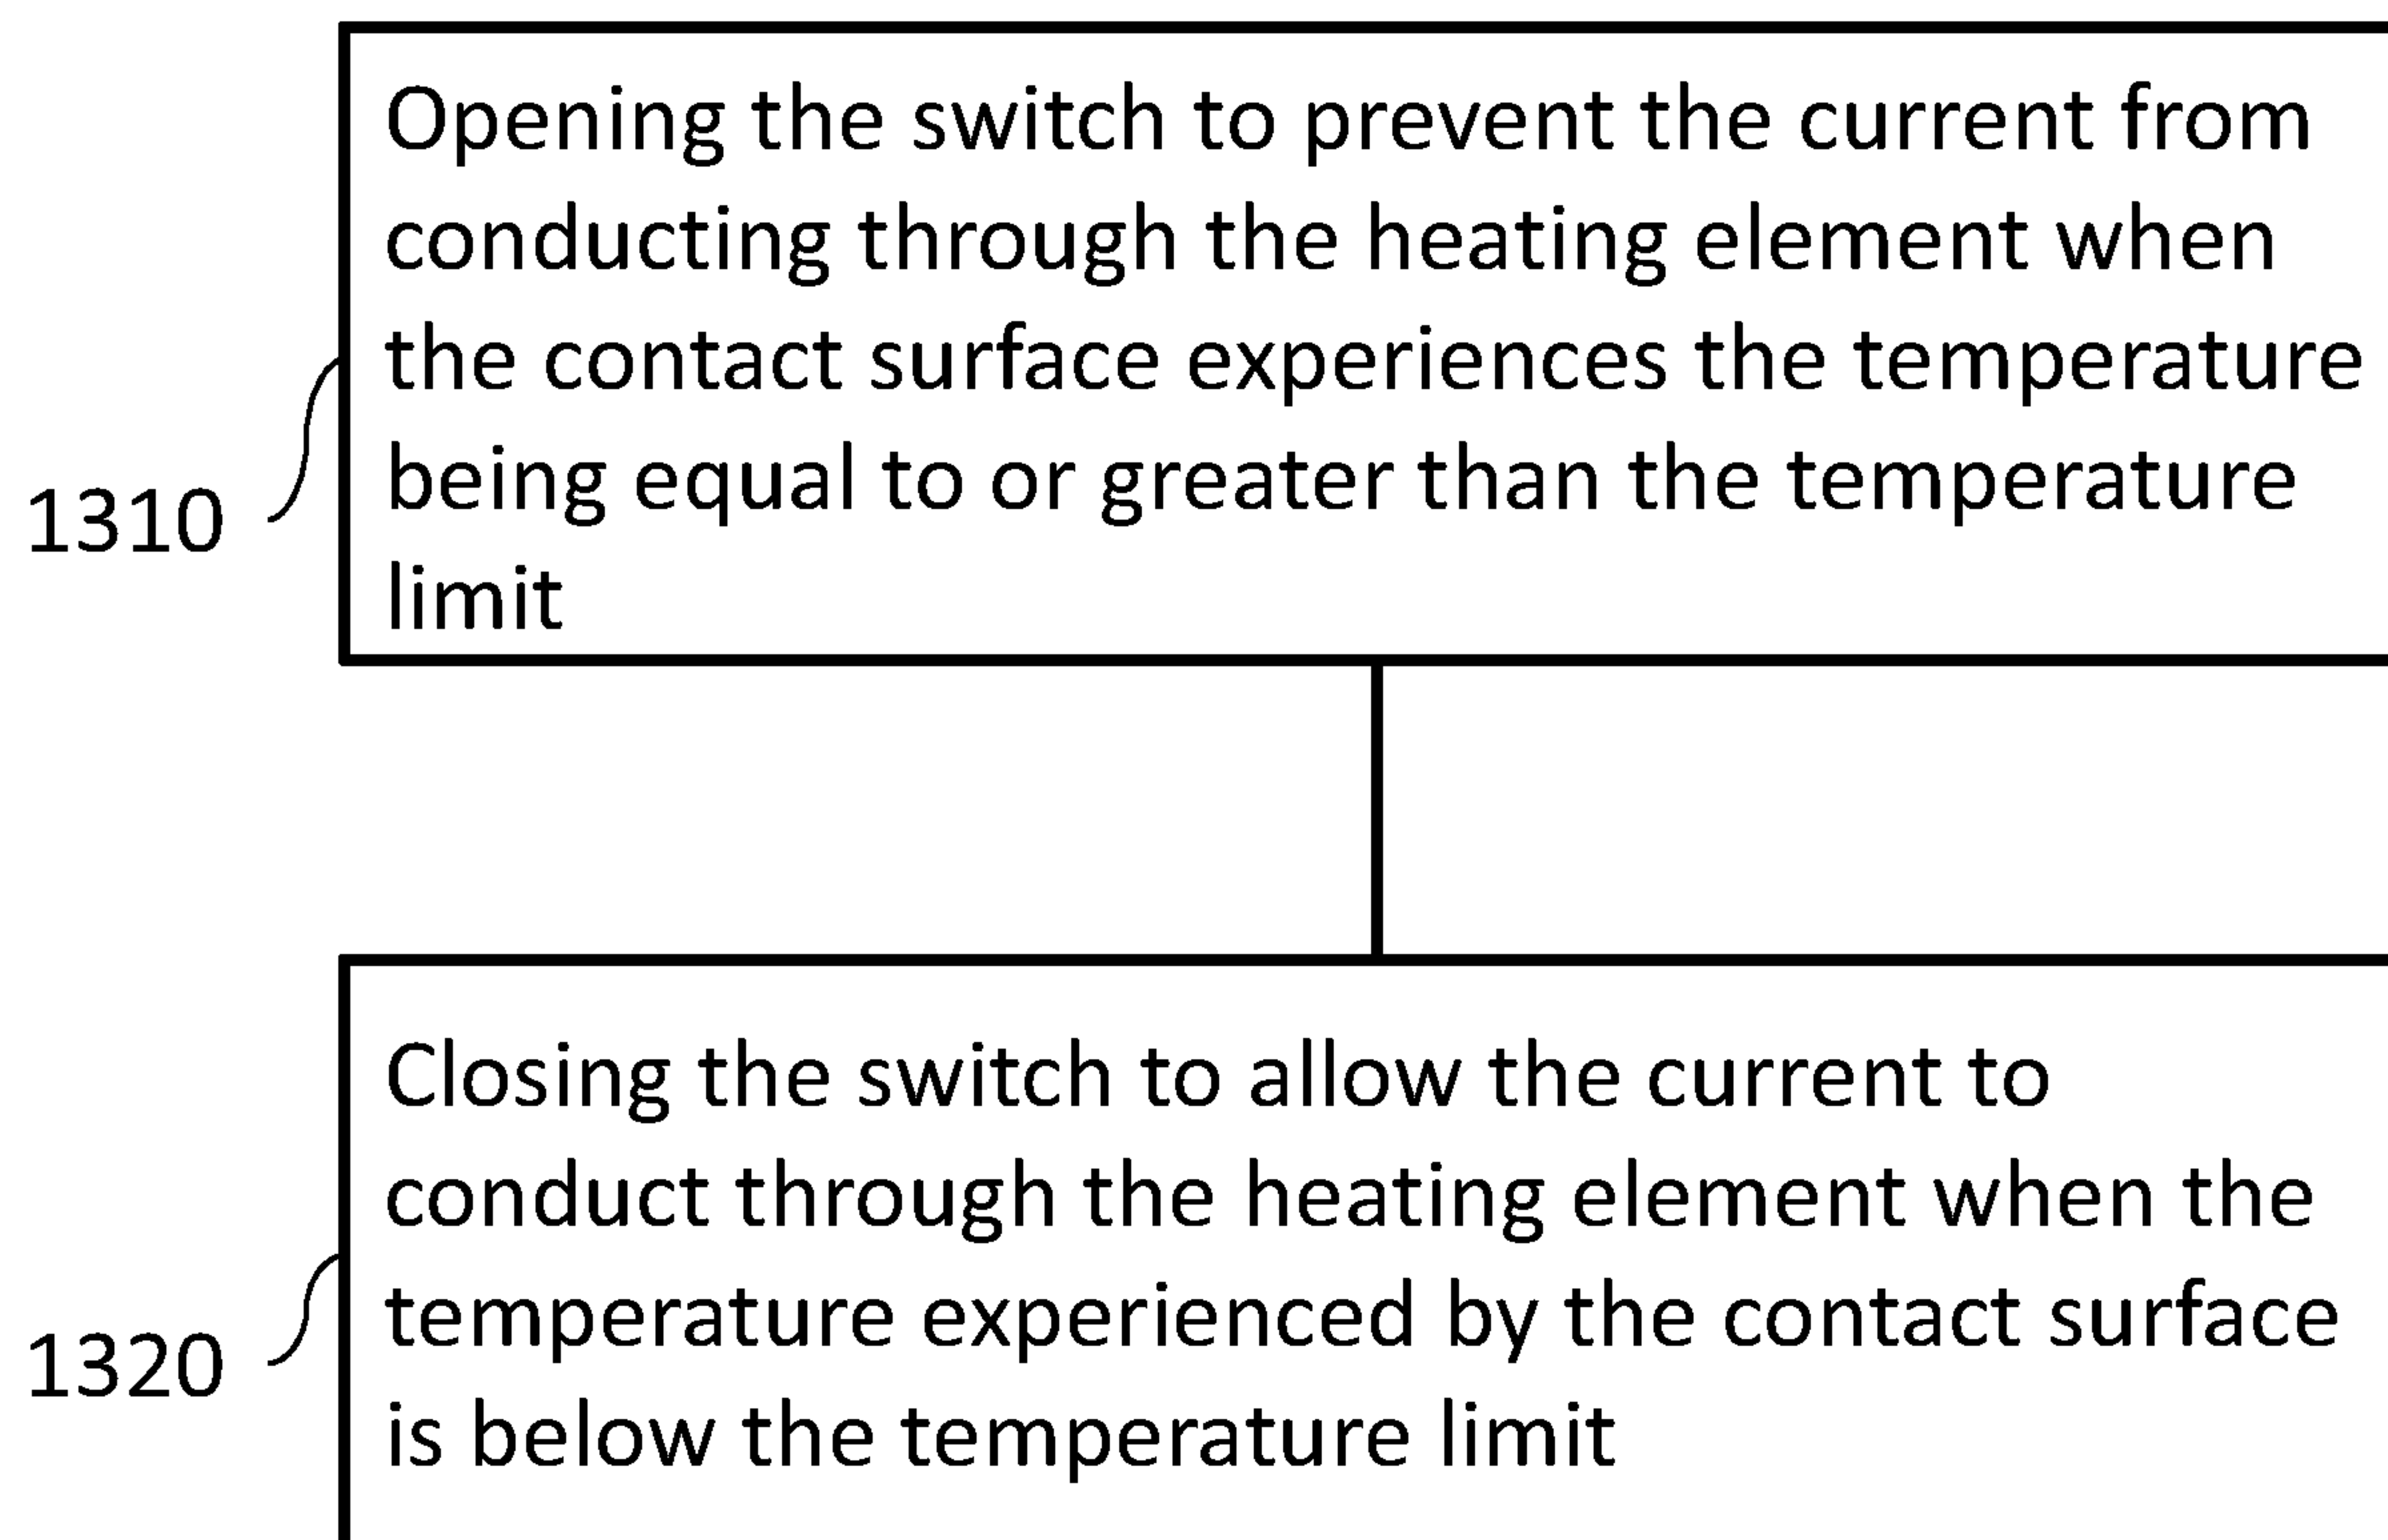 Opening the switch to prevent the current from
conducting through the heating element when
the contact surface experiences the temperature
being equal to or greater than the temperature
limit
1310
Closing the switch to allow the current to
conduct through the heating element when the
temperature experienced by the contact surface
is below the temperature limit
1320